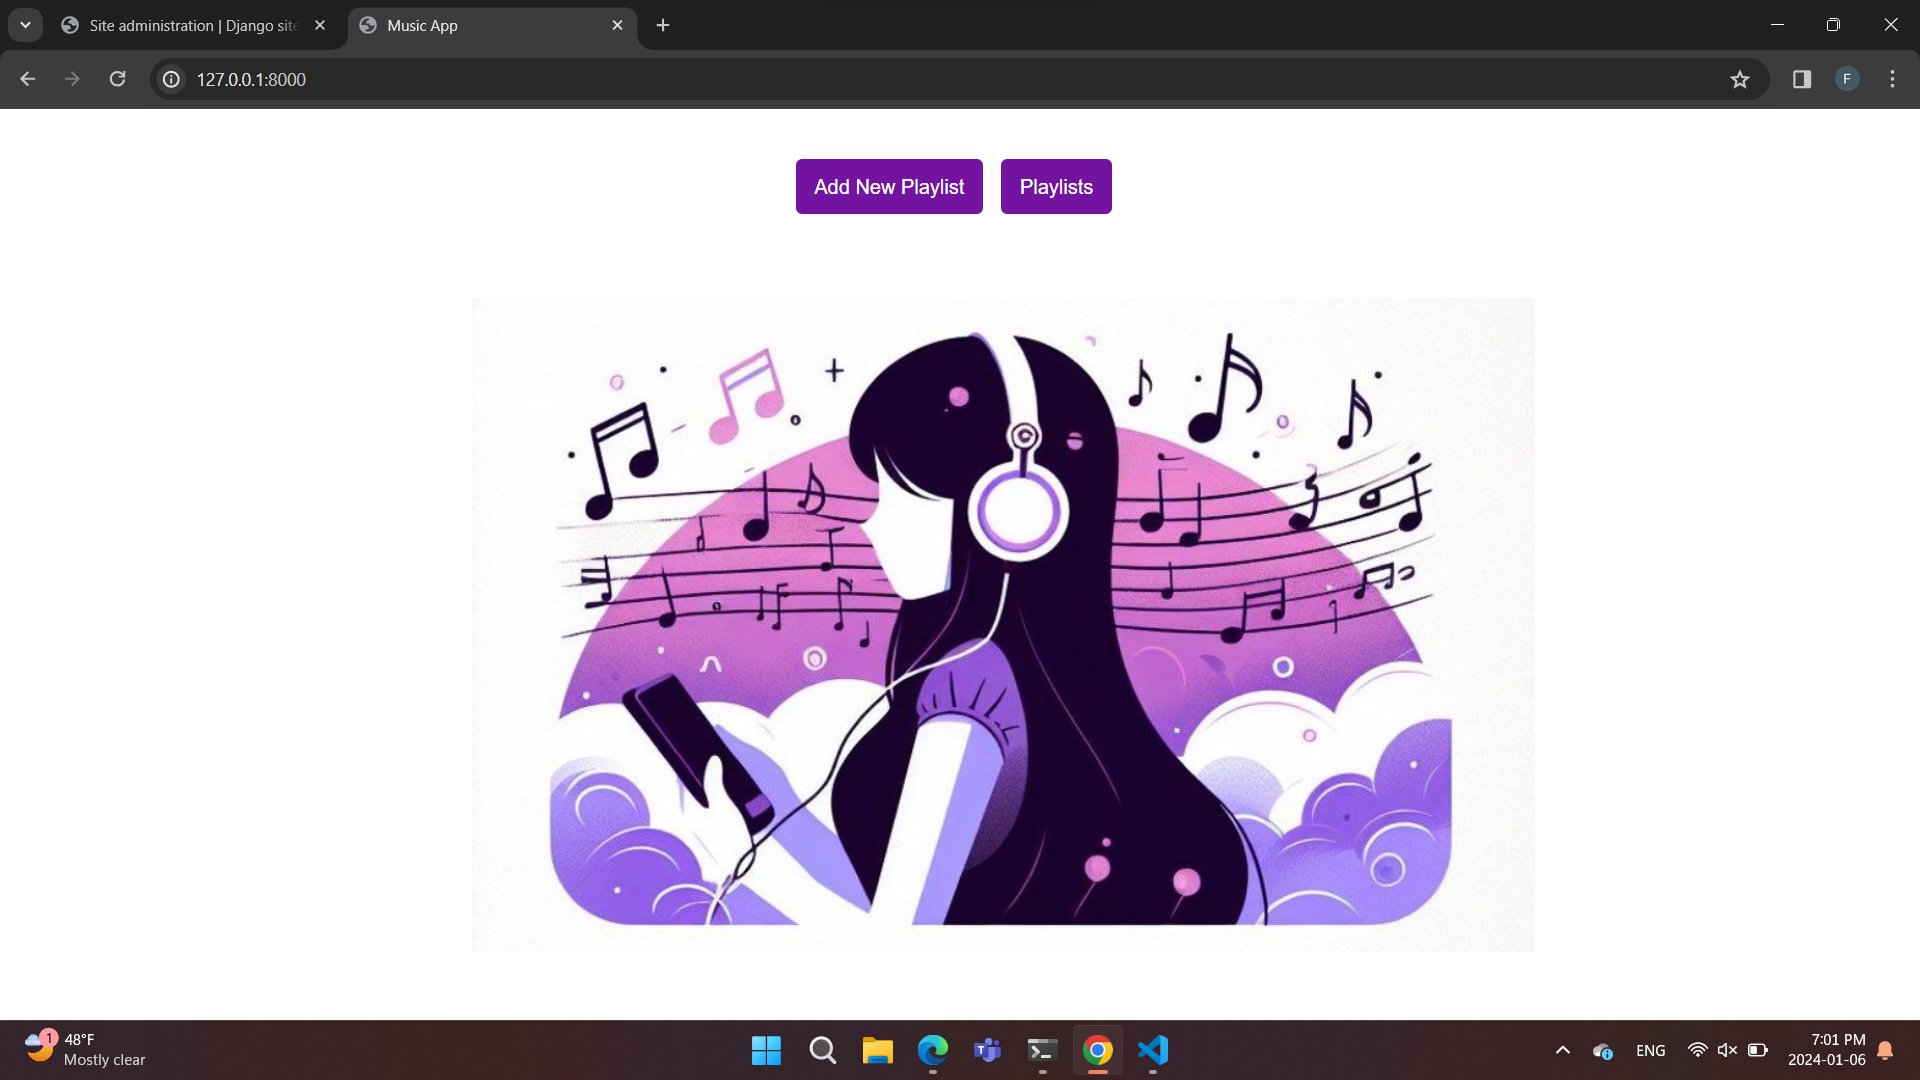 Site administration | Django site
Music App
127.0.0.1:8000
F
Add New Playlist
Playlists
1
48°F
Mostly clear
T
ENG
7:01 PM
2024-01-06